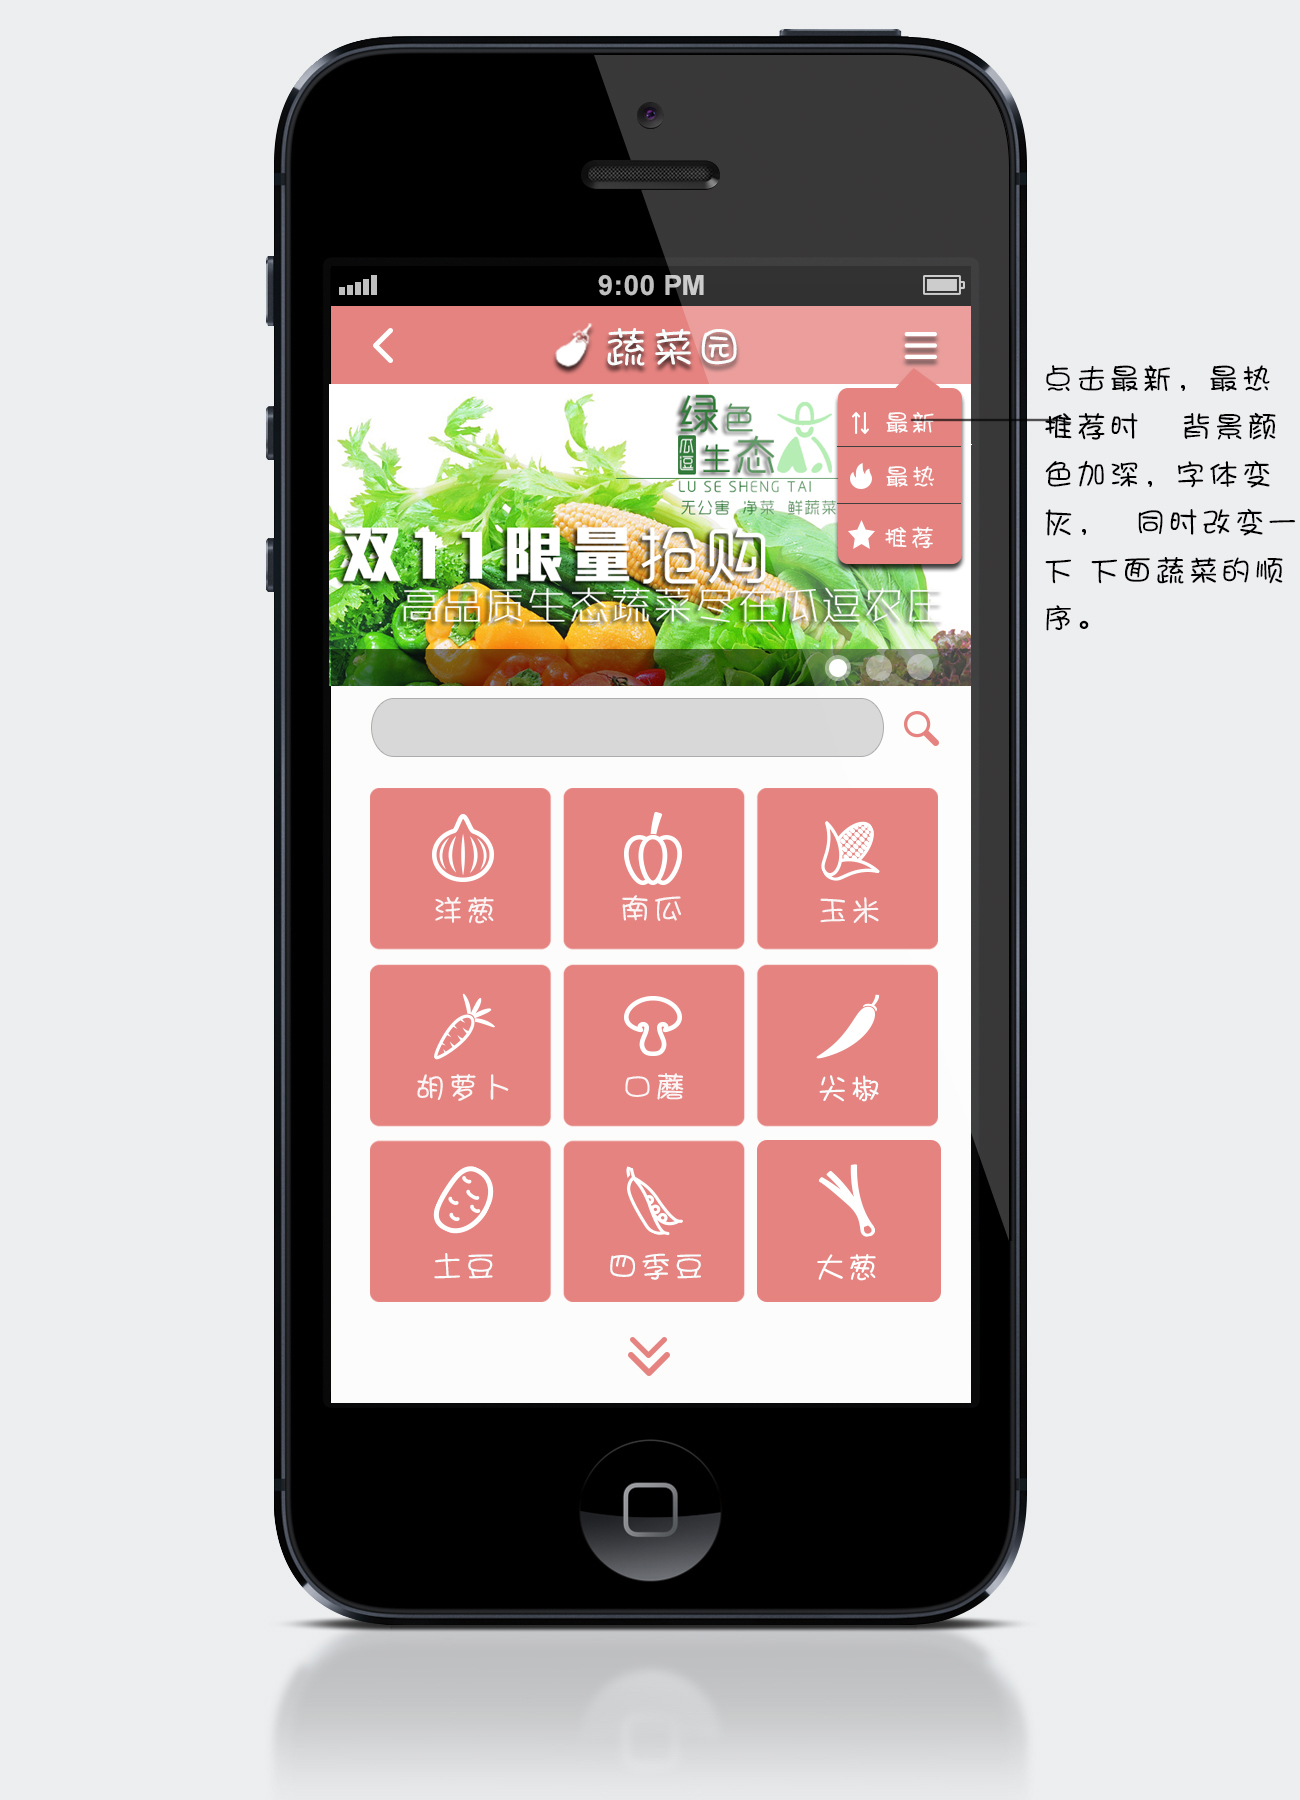 9:00 PM
蔬菜园
绿色
瓜逗 生态
LU SE SHENG TAI
无公害 净菜 鲜蔬菜
最新
最热
推荐
双11限量抢购
高品质生态蔬菜尽在瓜逗农庄
洋葱 南瓜 玉米
胡萝卜 口蘑 尖椒
土豆 四季豆 大葱
点击最新，最热
推荐时 背景颜
色加深，字体变
灰， 同时改变一
下 下面蔬菜的顺
序。